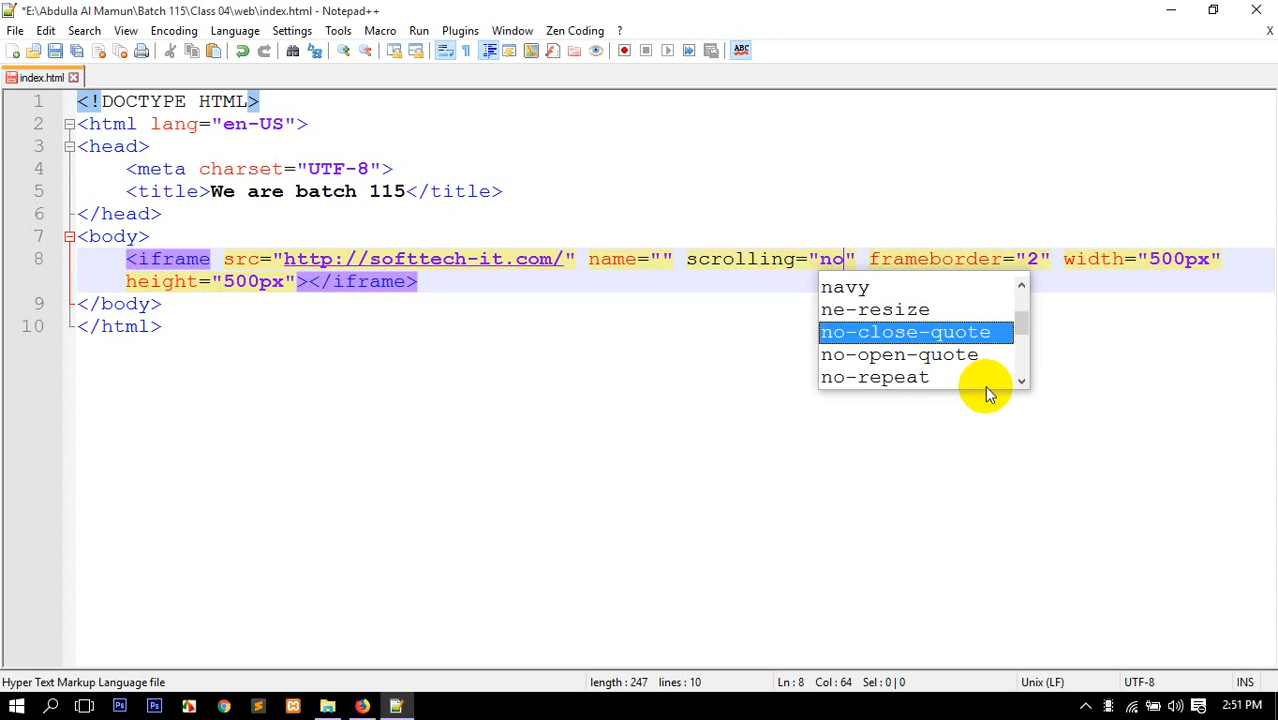 *E:\Abdulla Al Mamun\Batch 115\Class 04\web\index.html - Notepad++
File Edit Search View Encoding Language Settings Tools Macro Run Plugins Window Zen Coding ? X
ABC
index.html
1 <!DOCTYPE HTML>
2 <html lang="en-US">
3 <head>
4 <meta charset="UTF-8">
5 <title>We are batch 115</title>
6 </head>
7 <body>
8 <iframe src="http://softtech-it.com/" name="" scrolling="no" frameborder="2" width="500px"
height="500px"></iframe>
navy
ne-resize
no-close-quote
no-open-quote
no-repeat
9 </body>
10 </html>
Hyper Text Markup Language file length : 247 lines : 10 Ln : 8 Col : 64 Sel : 0 | 0 Unix (LF) UTF-8 INS
Ps Ps 2:51 PM